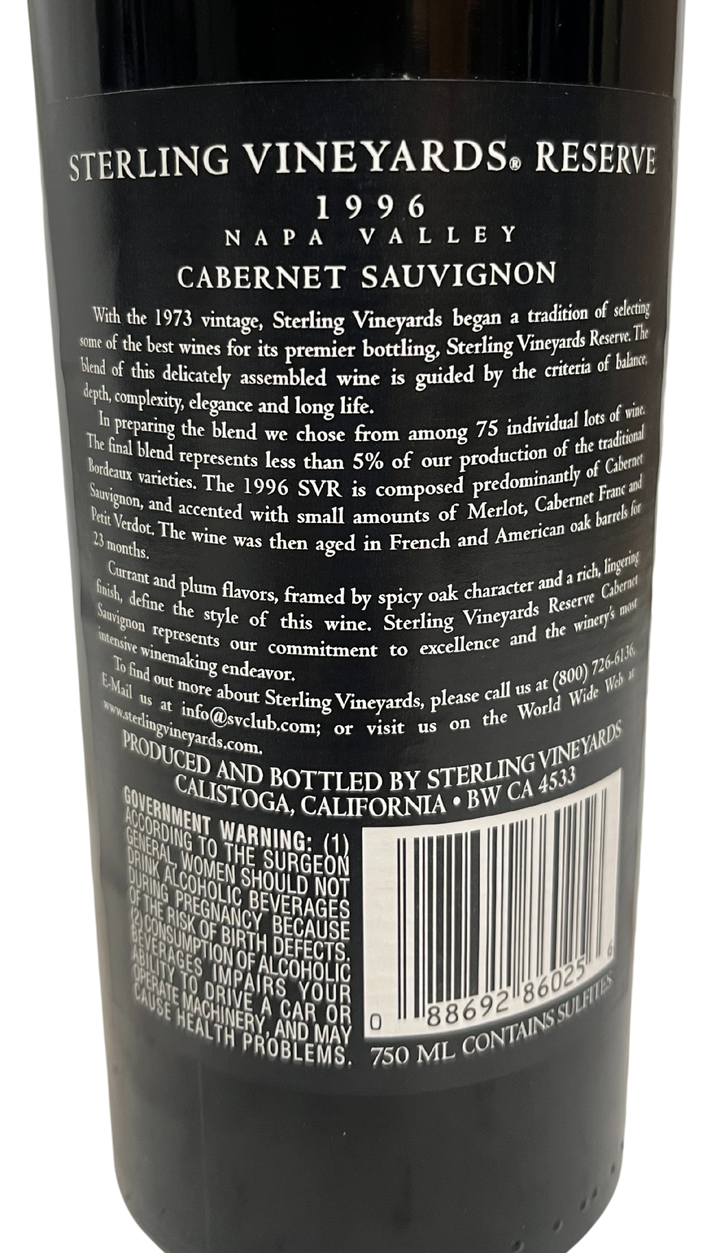 STERLING VINEYARDS® RESERVE
1996
NAPA VALLEY
CABERNET SAUVIGNON
With the 1973 vintage, Sterling Vineyards began a tradition of selecting
some of the best wines for its premier bottling, Sterling Vineyards Reserve. The
blend of this delicately assembled wine is guided by the criteria of balance,
depth, complexity, elegance and long life.
In preparing the blend we chose from among 75 individual lots of wine.
The final blend represents less than 5% of our production of the traditional
Bordeaux varieties. The 1996 SVR is composed predominantly of Cabernet
Sauvignon, and accented with small amounts of Merlot, Cabernet Franc and
Petit Verdot. The wine was then aged in French and American oak barrels for
23 months.
Currant and plum flavors, framed by spicy oak character and a rich, lingering
finish, define the style of this wine. Sterling Vineyards Reserve Cabernet
Sauvignon represents our commitment to excellence and the winery's most
intensive winemaking endeavor.
To find out more about Sterling Vineyards, please call us at (800) 726-6136.
E-Mail us at info@svclub.com; or visit us on the World Wide Web at
www.sterlingvineyards.com.
PRODUCED AND BOTTLED BY STERLING VINEYARDS
CALISTOGA, CALIFORNIA • BW CA 4533
GOVERNMENT WARNING: (1)
ACCORDING TO THE SURGEON
GENERAL, WOMEN SHOULD NOT
DRINK ALCOHOLIC BEVERAGES
DURING PREGNANCY BECAUSE
OF THE RISK OF BIRTH DEFECTS.
(2) CONSUMPTION OF ALCOHOLIC
BEVERAGES IMPAIRS YOUR
ABILITY TO DRIVE A CAR OR
OPERATE MACHINERY, AND MAY
CAUSE HEALTH PROBLEMS.
0 88692 86025 6
750 ML CONTAINS SULFITES